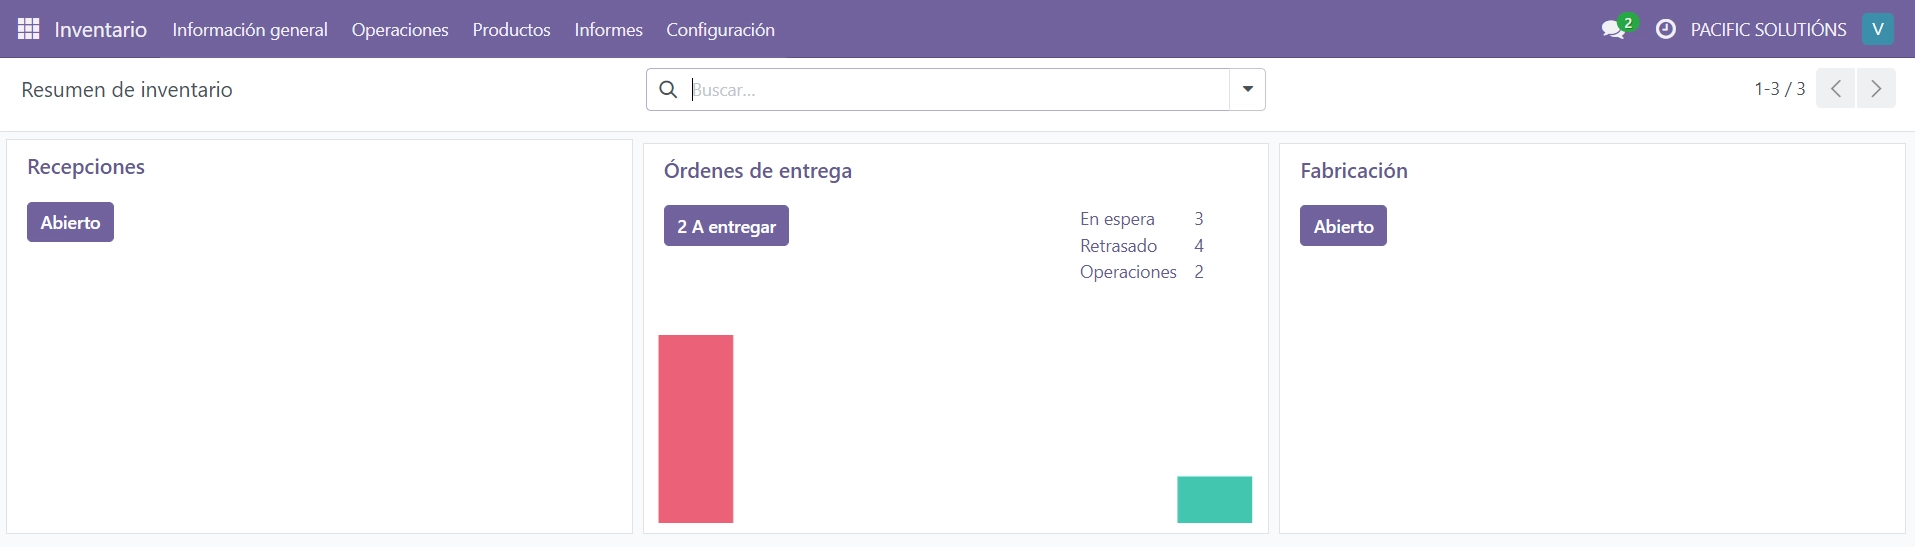 Inventario Información general Operaciones Productos Informes Configuración 2 PACIFIC SOLUTIÓNS V
Resumen de inventario Buscar... 1-3 / 3
Recepciones
Abierto
Órdenes de entrega
2 A entregar
En espera 3
Retrasado 4
Operaciones 2
Fabricación
Abierto